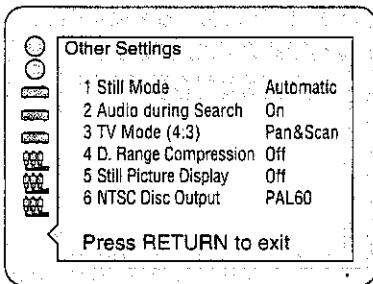 Other Settings
1 Still Mode Automatic
2 Audio during Search On
3 TV Mode (4:3) Pan&Scan
4 D. Range Compression Off
5 Still Picture Display Off
6 NTSC Disc Output PAL60
Press RETURN to exit